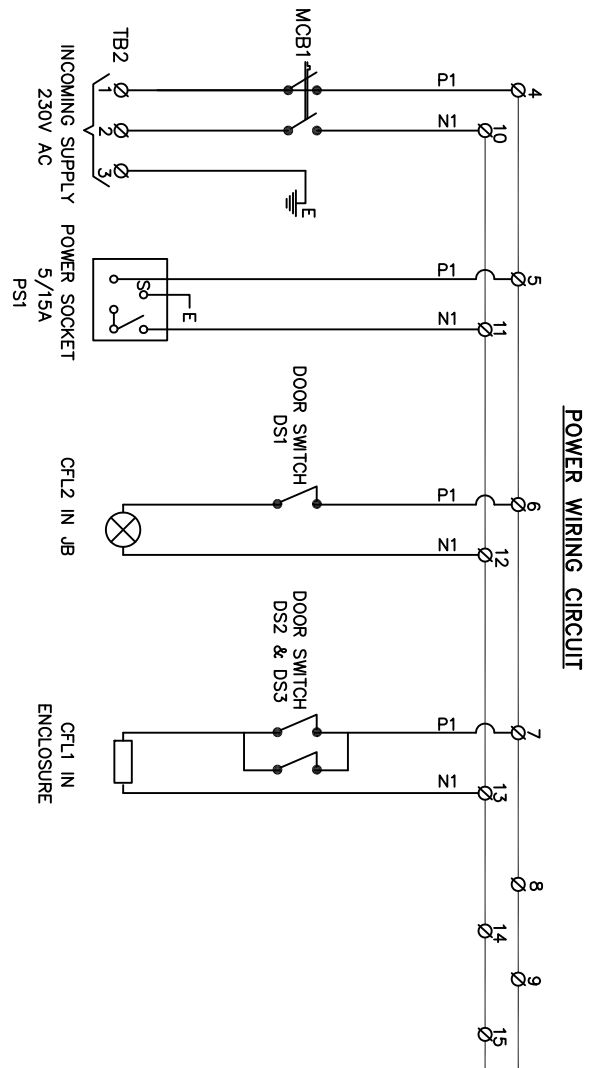 POWER WIRING CIRCUIT
4
5
6
7
8
9
10
11
12
13
14
15
P1
N1
P1
N1
P1
N1
P1
N1
MCB1
E
DOOR SWITCH
DS1
DOOR SWITCH
DS2 & DS3
TB2
1
2
3
INCOMING SUPPLY
230V AC
E
S
POWER SOCKET
5/15A
PS1
CFL2 IN JB
CFL1 IN
ENCLOSURE